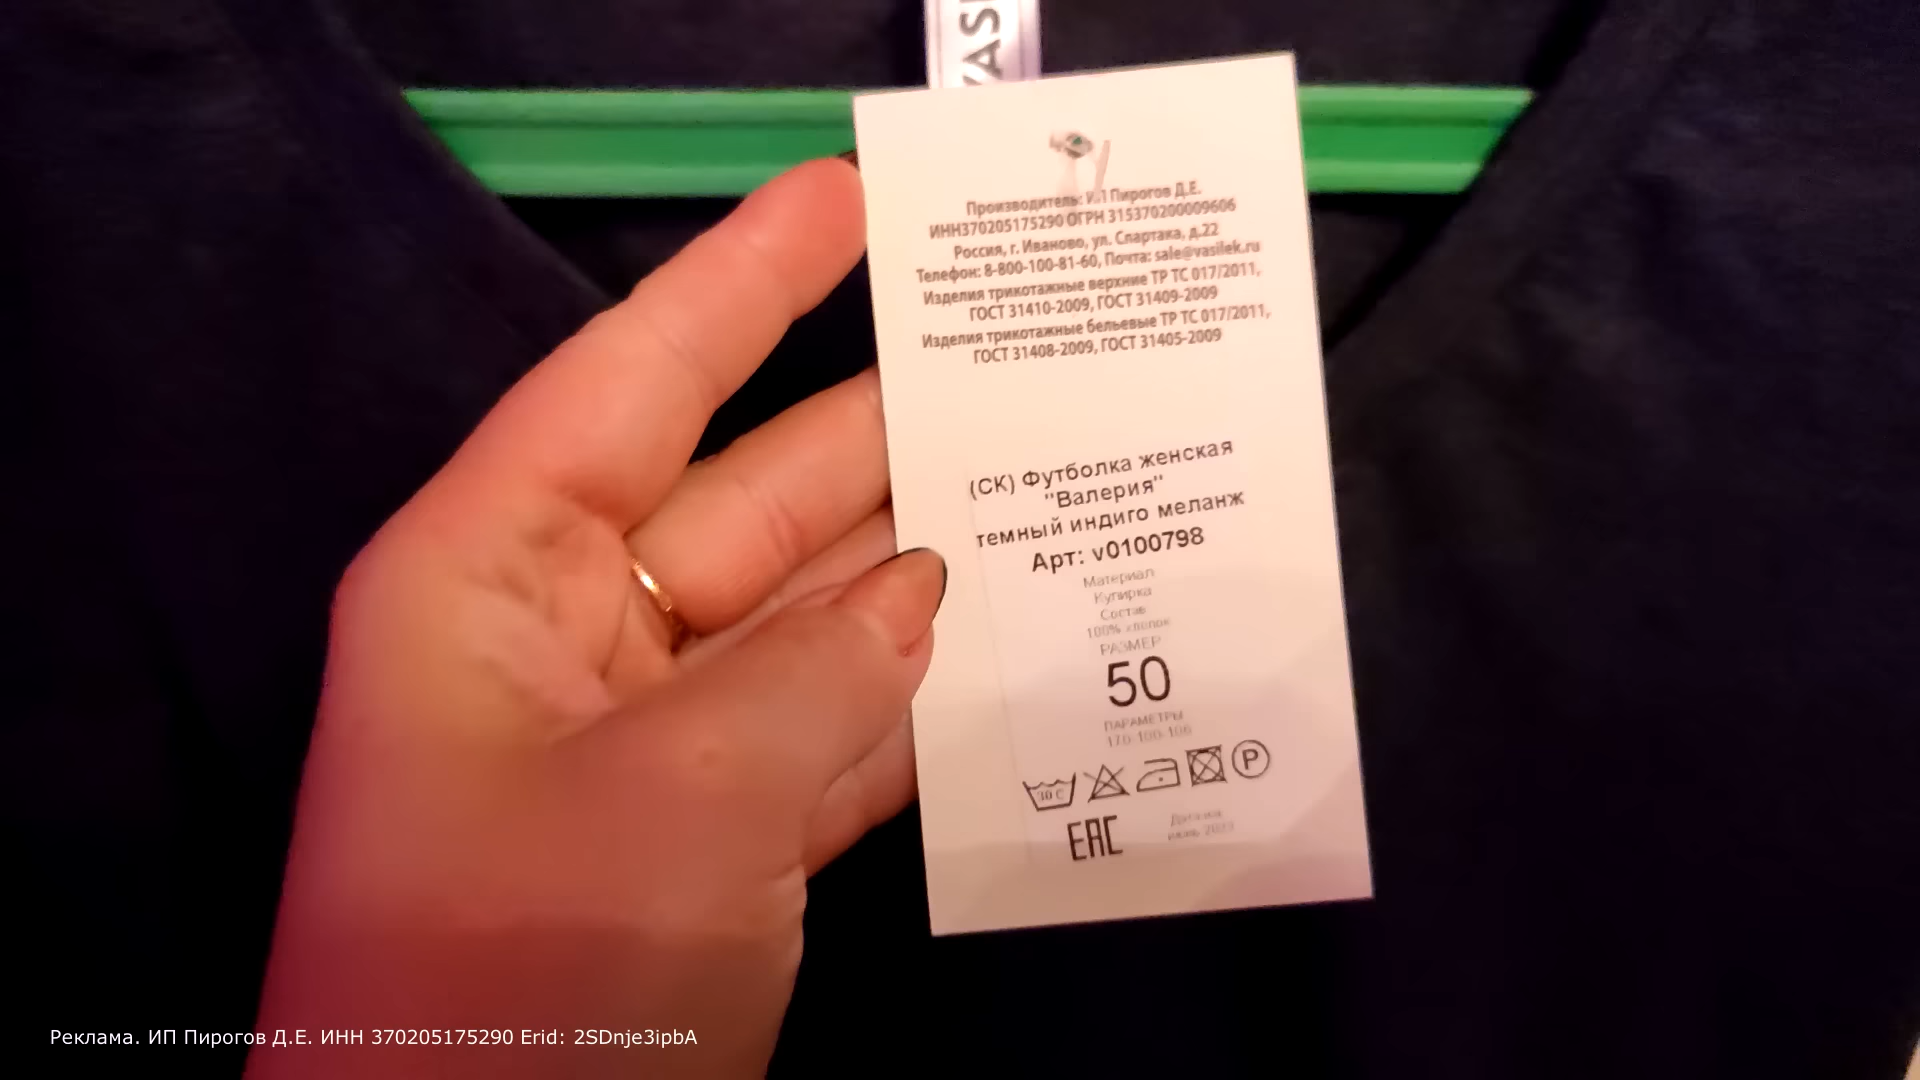 VASI
Производитель: ИП Пирогов Д.Е.
ИНН370205175290 ОГРН 315370200009606
Россия, г. Иваново, ул. Спартака, д.22
Телефон: 8-800-100-81-60, Почта: sale@vasilek.ru
Изделия трикотажные верхние ТР ТС 017/2011,
ГОСТ 31410-2009, ГОСТ 31409-2009
Изделия трикотажные бельевые ТР ТС 017/2011,
ГОСТ 31408-2009, ГОСТ 31405-2009
(СК) Футболка женская
"Валерия"
темный индиго меланж
Арт: v0100798
Материал
Кулирка
Состав
100% хлопок
РАЗМЕР
50
ПАРАМЕТРЫ
170-100-106
30 C
P
EAC
Реклама. ИП Пирогов Д.Е. ИНН 370205175290 Erid: 2SDnje3ipbA